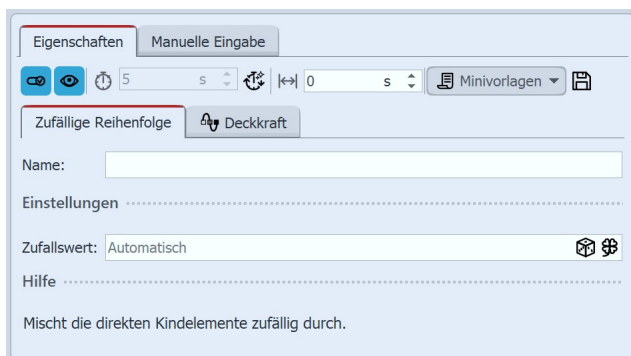 Eigenschaften Manuelle Eingabe
5 s 0 s Minivorlagen
Zufällige Reihenfolge Deckkraft
Name:
Einstellungen
Zufallswert: Automatisch
Hilfe
Mischt die direkten Kindelemente zufällig durch.